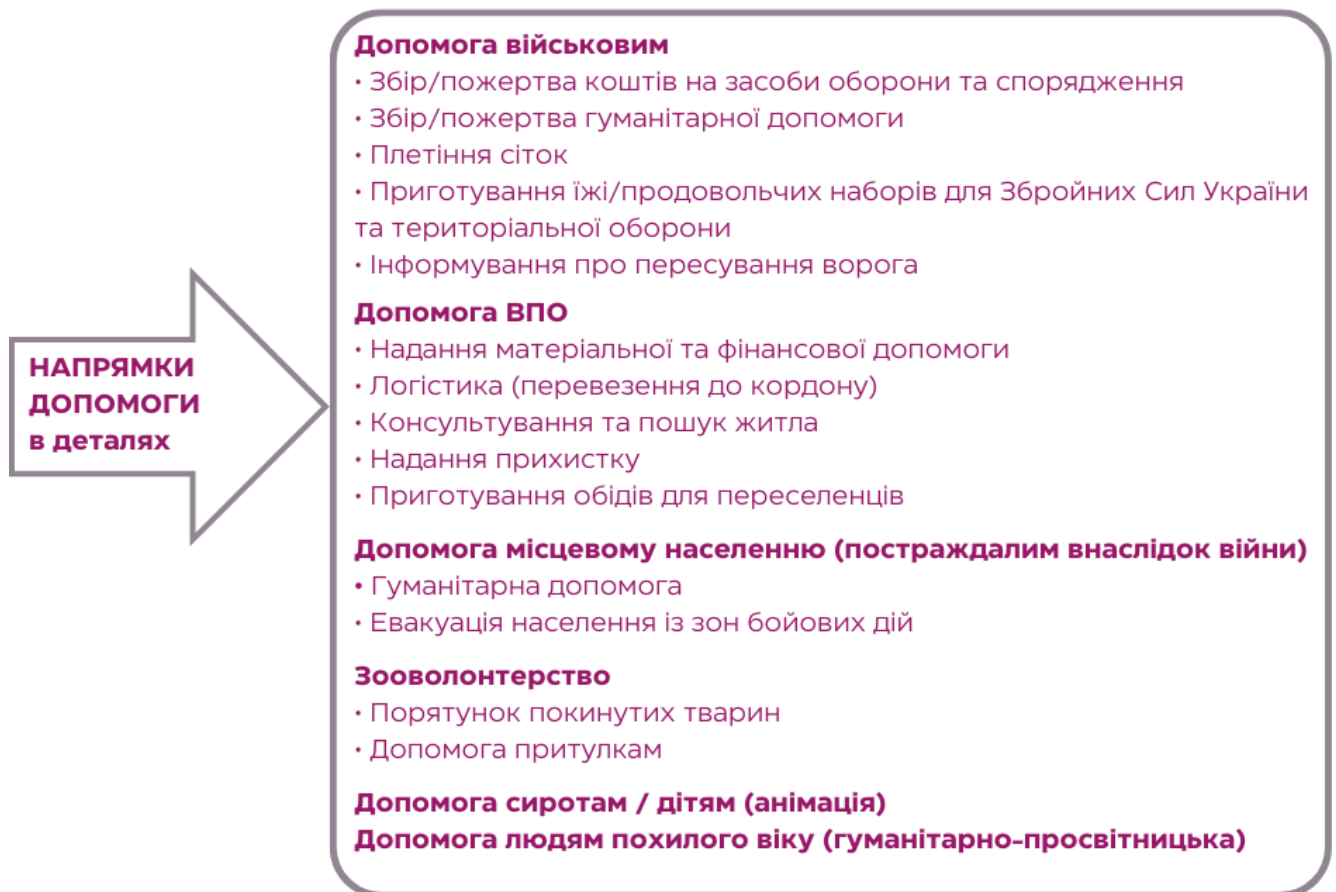 НАПРЯМКИ
ДОПОМОГИ
в деталях
Допомога військовим
• Збір/пожертва коштів на засоби оборони та спорядження
• Збір/пожертва гуманітарної допомоги
• Плетіння сіток
• Приготування їжі/продовольчих наборів для Збройних Сил України
та територіальної оборони
• Інформування про пересування ворога
Допомога ВПО
• Надання матеріальної та фінансової допомоги
• Логістика (перевезення до кордону)
• Консультування та пошук житла
• Надання прихистку
• Приготування обідів для переселенців
Допомога місцевому населенню (постраждалим внаслідок війни)
• Гуманітарна допомога
• Евакуація населення із зон бойових дій
Зооволонтерство
• Порятунок покинутих тварин
• Допомога притулкам
Допомога сиротам / дітям (анімація)
Допомога людям похилого віку (гуманітарно-просвітницька)